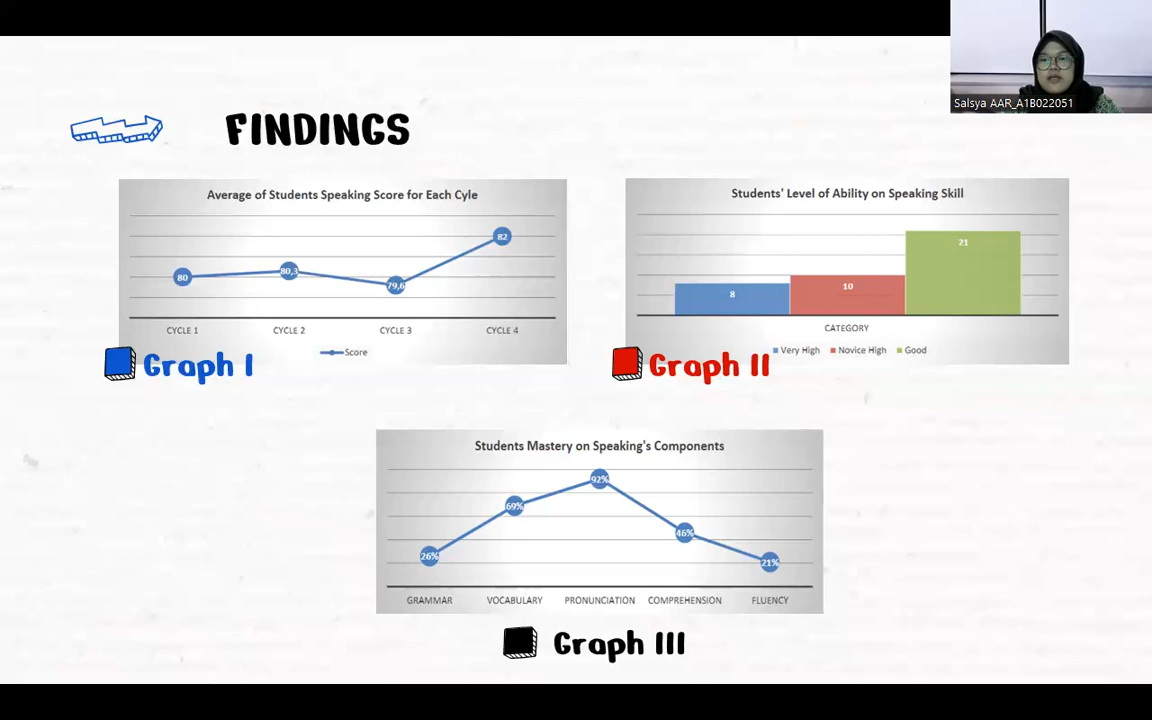 Salsya AAR_A1B022051
FINDINGS
Average of Students Speaking Score for Each Cyle
80
80,3
79,6
82
CYCLE 1 CYCLE 2 CYCLE 3 CYCLE 4
Score
Graph I
Students' Level of Ability on Speaking Skill
8
10
21
CATEGORY
Very High Novice High Good
Graph II
Students Mastery on Speaking's Components
26%
69%
92%
46%
21%
GRAMMAR VOCABULARY PRONUNCIATION COMPREHENSION FLUENCY
Graph III